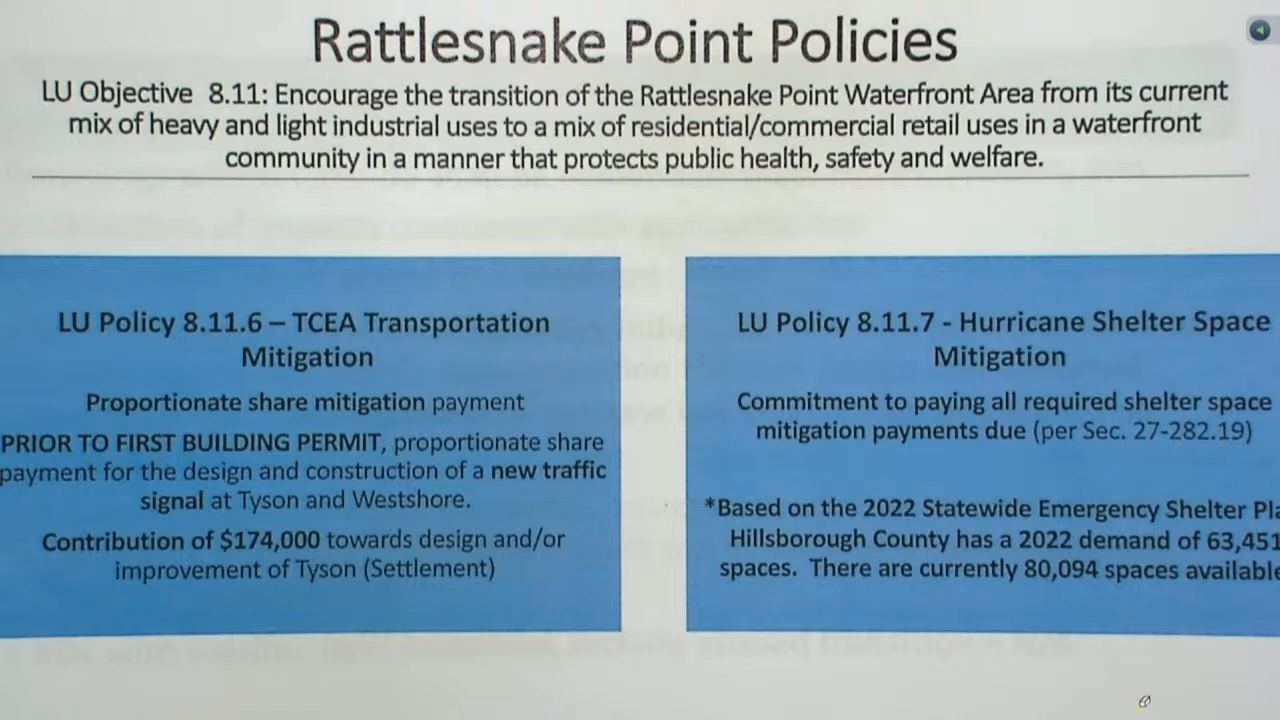 Rattlesnake Point Policies
LU Objective 8.11: Encourage the transition of the Rattlesnake Point Waterfront Area from its current
mix of heavy and light industrial uses to a mix of residential/commercial retail uses in a waterfront
community in a manner that protects public health, safety and welfare.
LU Policy 8.11.6 – TCEA Transportation
Mitigation
Proportionate share mitigation payment
PRIOR TO FIRST BUILDING PERMIT, proportionate share
payment for the design and construction of a new traffic
signal at Tyson and Westshore.
Contribution of $174,000 towards design and/or
improvement of Tyson (Settlement)
LU Policy 8.11.7 - Hurricane Shelter Space
Mitigation
Commitment to paying all required shelter space
mitigation payments due (per Sec. 27-282.19)
*Based on the 2022 Statewide Emergency Shelter Pla
Hillsborough County has a 2022 demand of 63,451
spaces. There are currently 80,094 spaces available